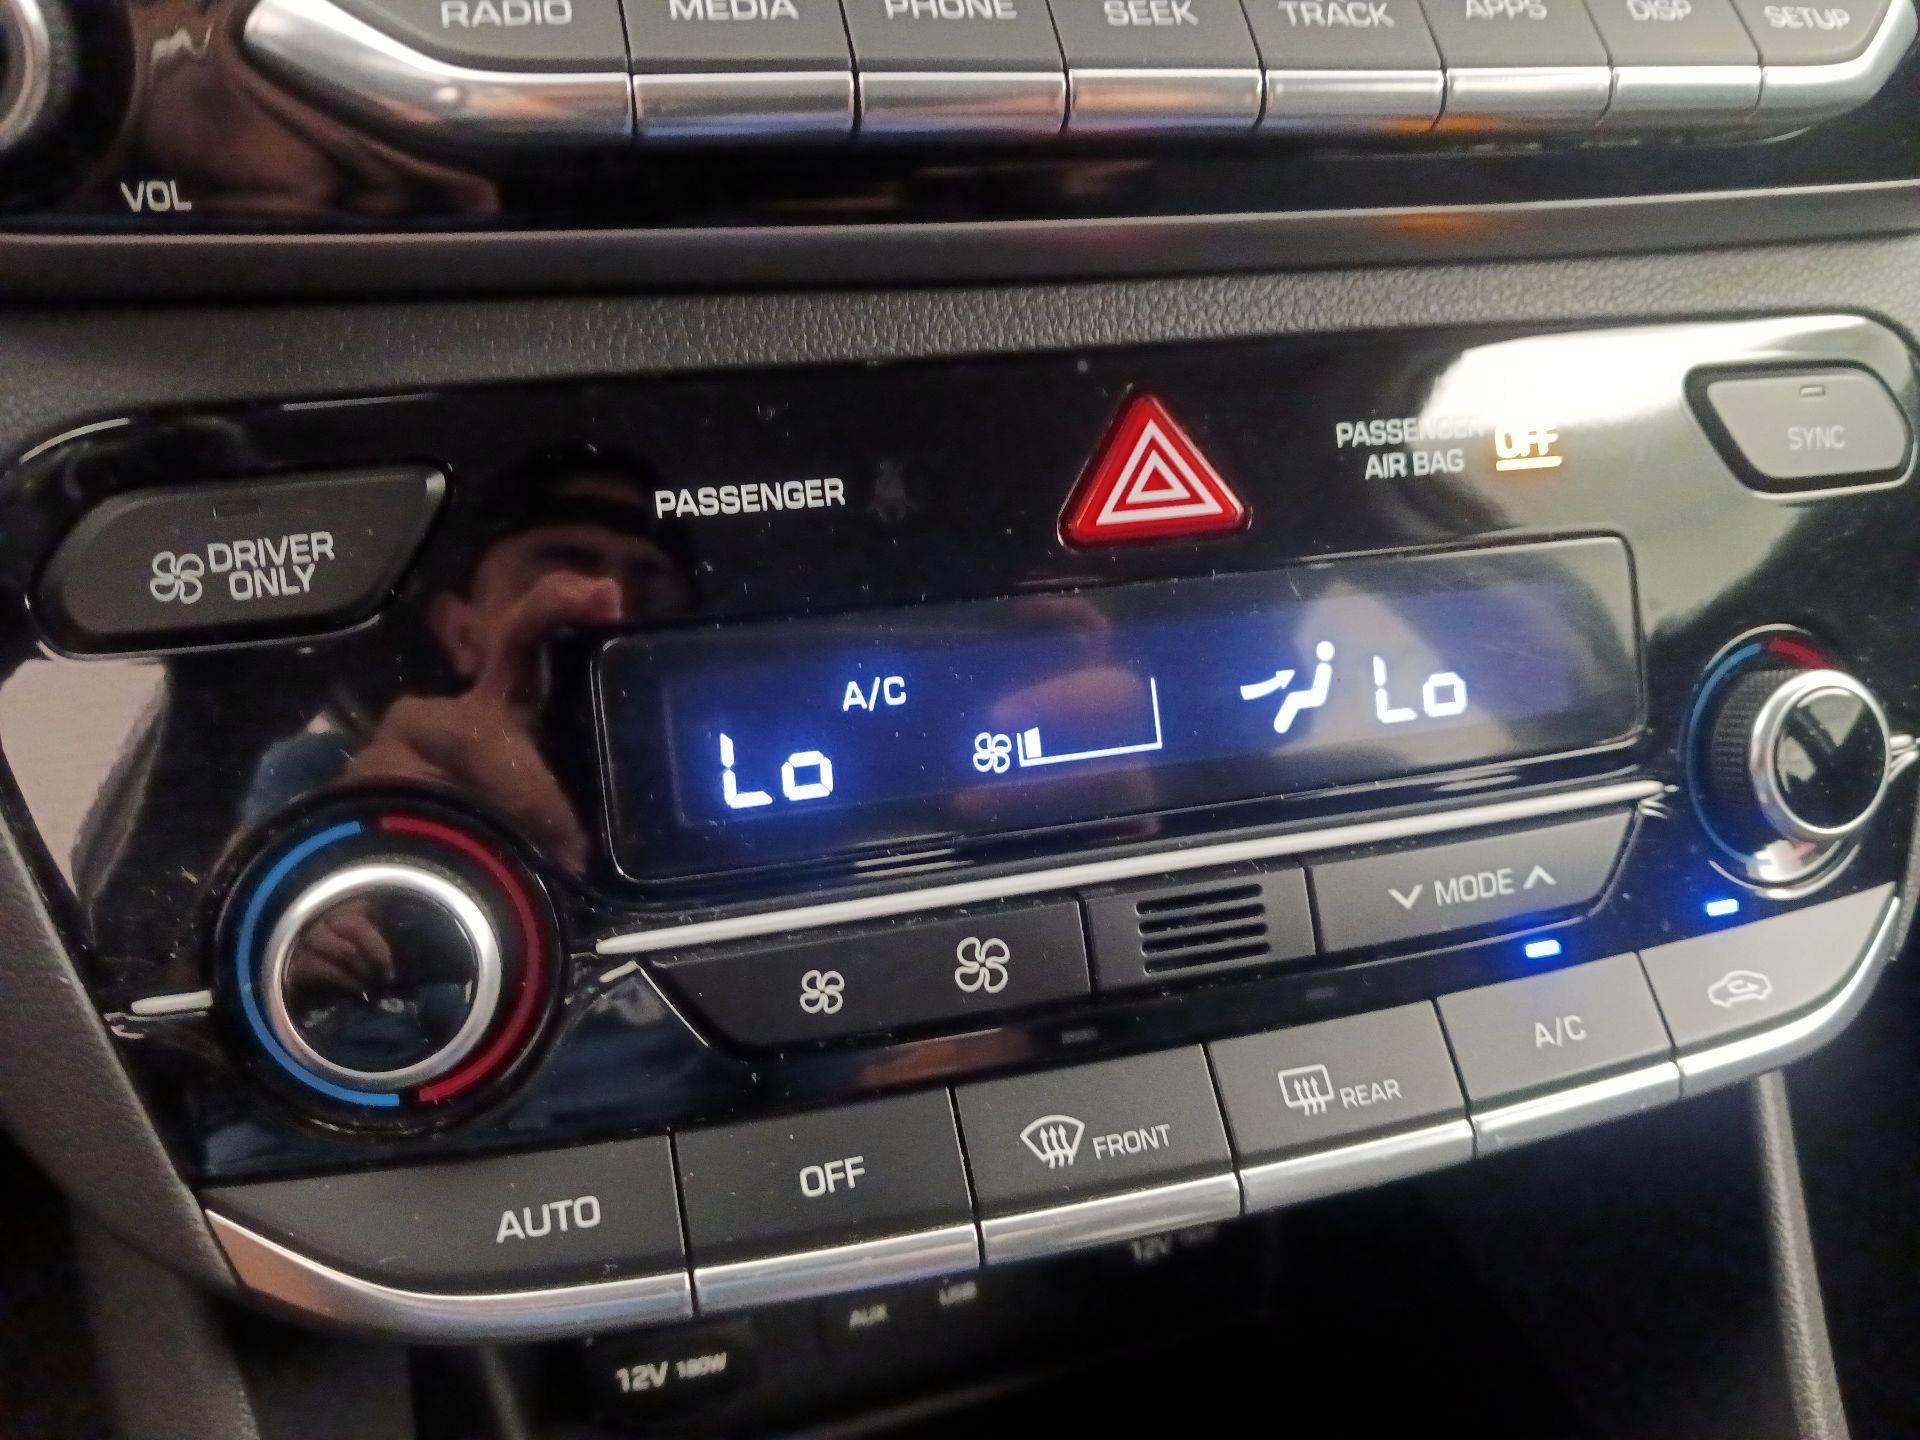 RADIO
MEDIA
PHONE
SEEK
TRACK
APPS
DISP
SETUP
VOL
PASSENGER
AIR BAG
OFF
SYNC
PASSENGER
DRIVER
ONLY
A/C
Lo
Lo
MODE
A/C
REAR
FRONT
OFF
AUTO
12V
AUX
USB
12V 180W